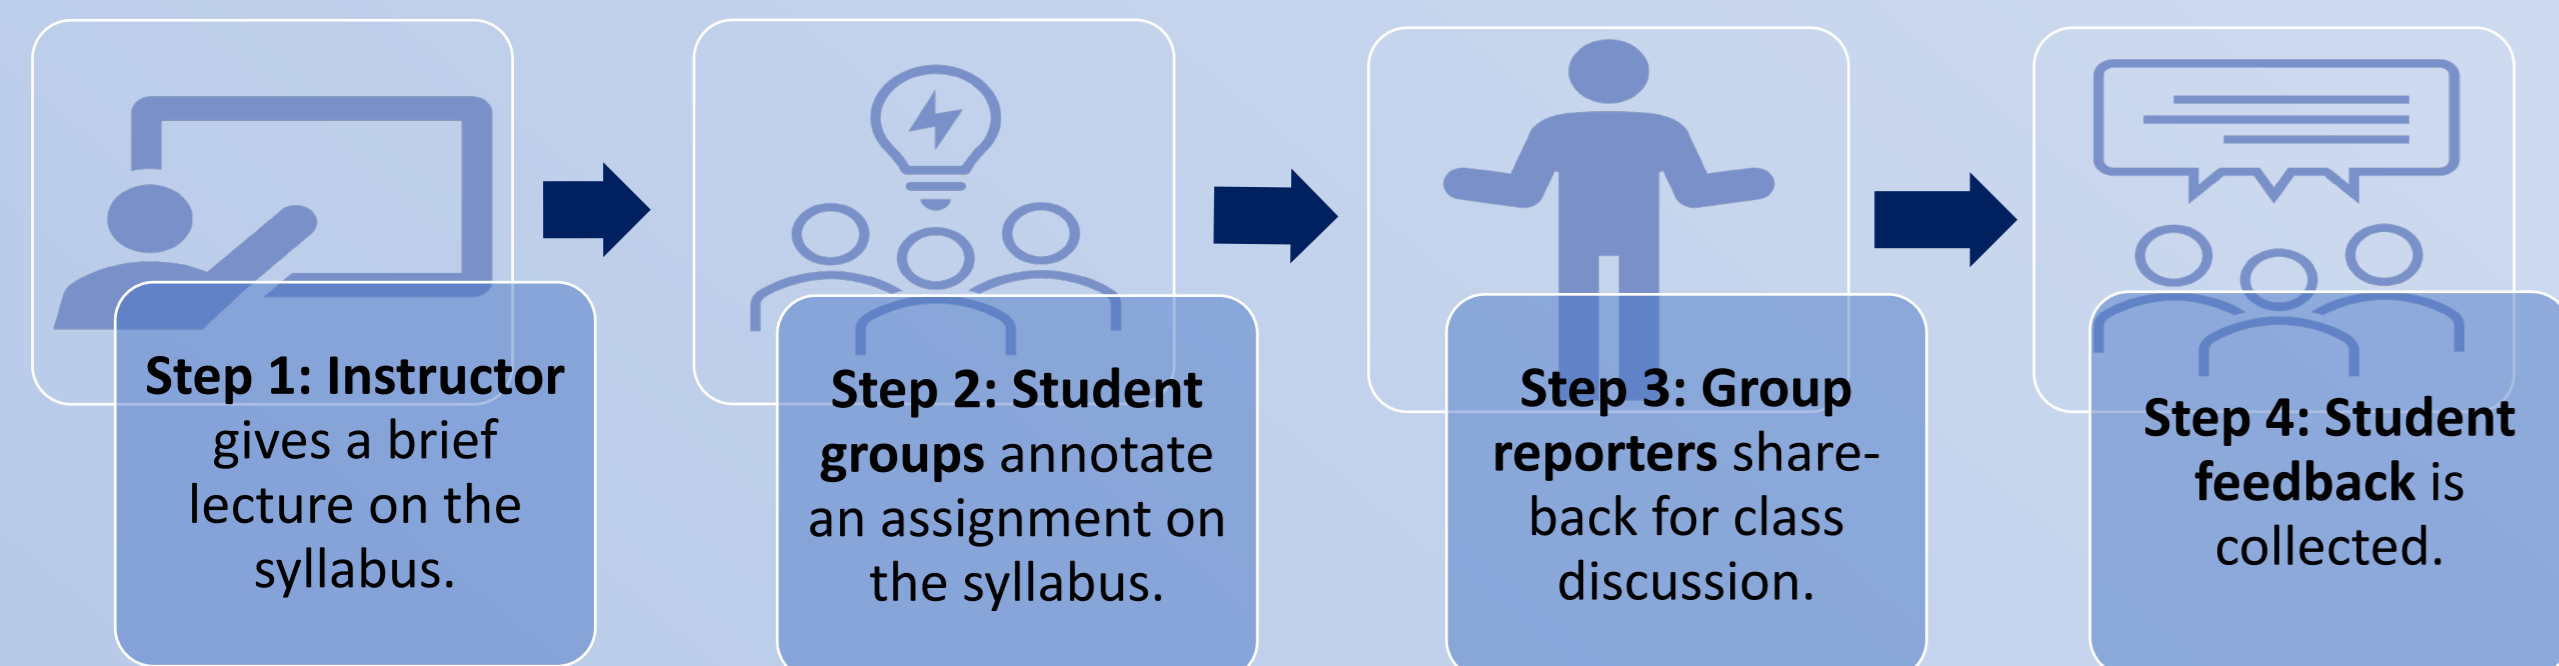 Step 1: Instructor
gives a brief
lecture on the
syllabus.
Step 2: Student
groups annotate
an assignment on
the syllabus.
Step 3: Group
reporters share-
back for class
discussion.
Step 4: Student
feedback is
collected.